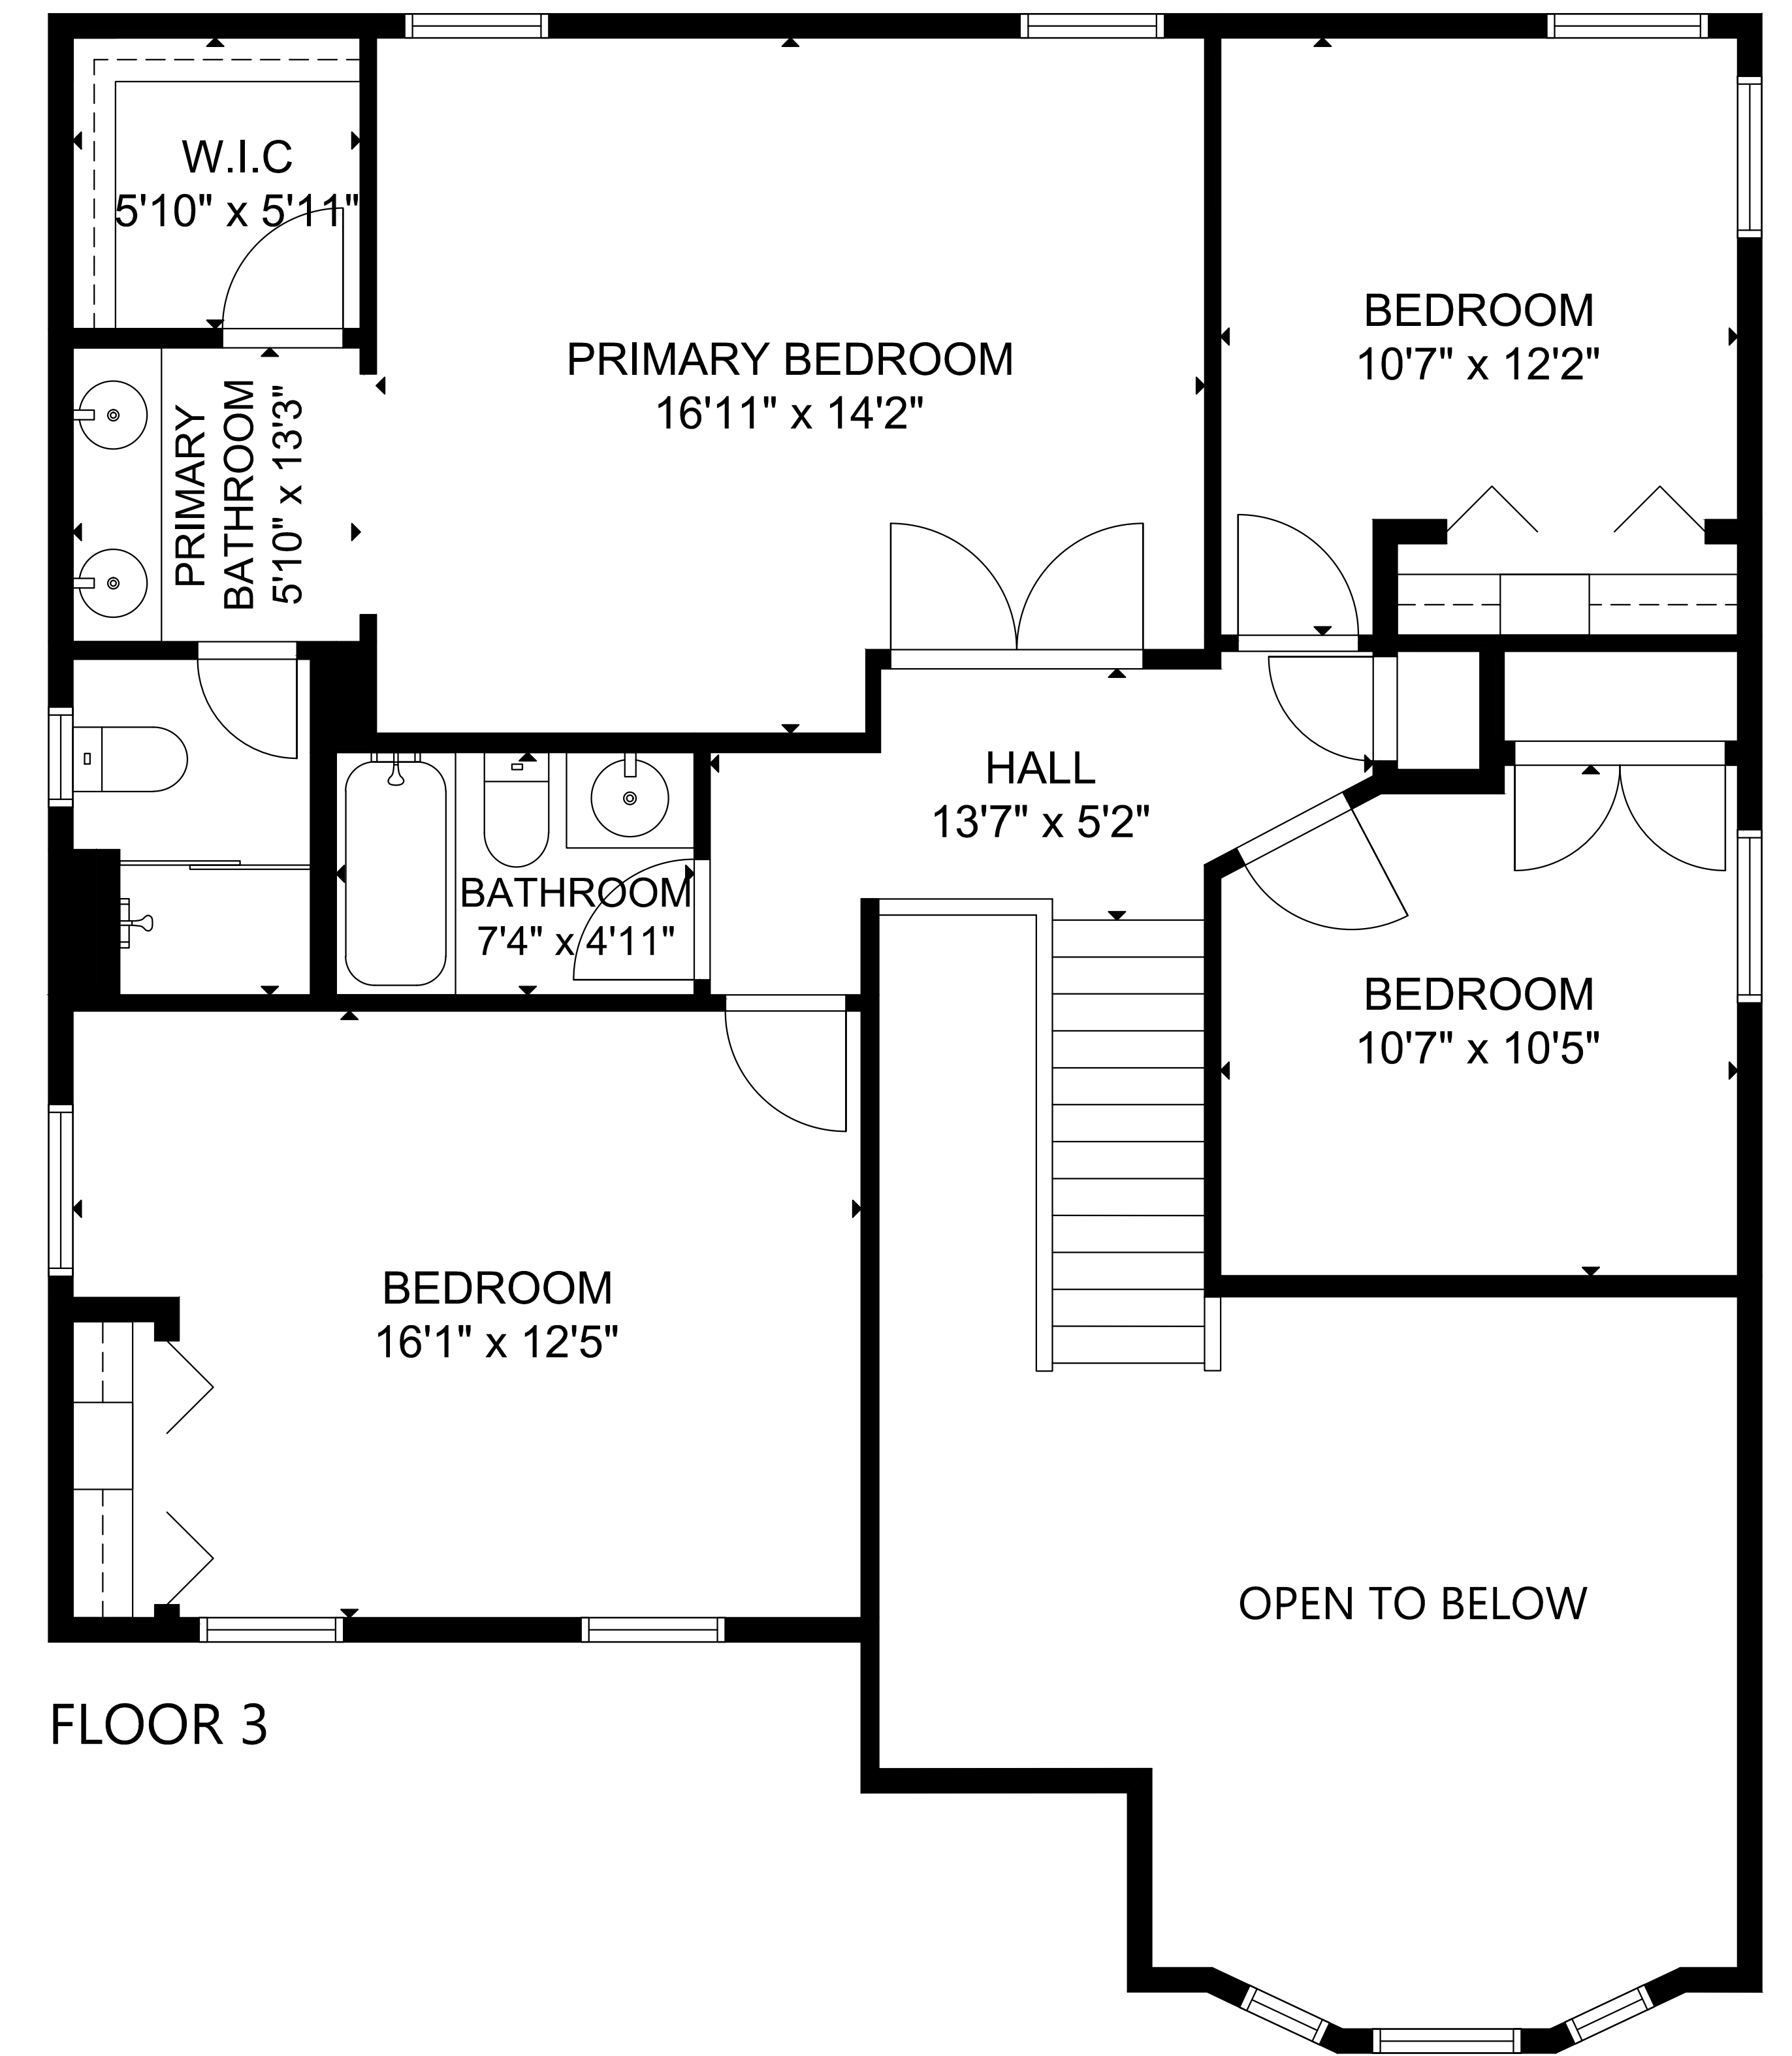 W.I.C
5'10" x 5'11"
PRIMARY BEDROOM
16'11" x 14'2"
BEDROOM
10'7" x 12'2"
PRIMARY
BATHROOM
5'10" x 13'3"
HALL
13'7" x 5'2"
BATHROOM
7'4" x 4'11"
BEDROOM
10'7" x 10'5"
BEDROOM
16'1" x 12'5"
OPEN TO BELOW
FLOOR 3